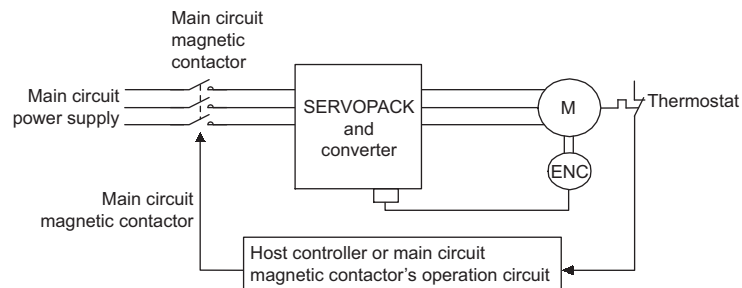 Main circuit
magnetic
contactor
Main circuit
power supply
SERVOPACK
and
converter
M
Thermostat
ENC
Main circuit
magnetic contactor
Host controller or main circuit
magnetic contactor's operation circuit